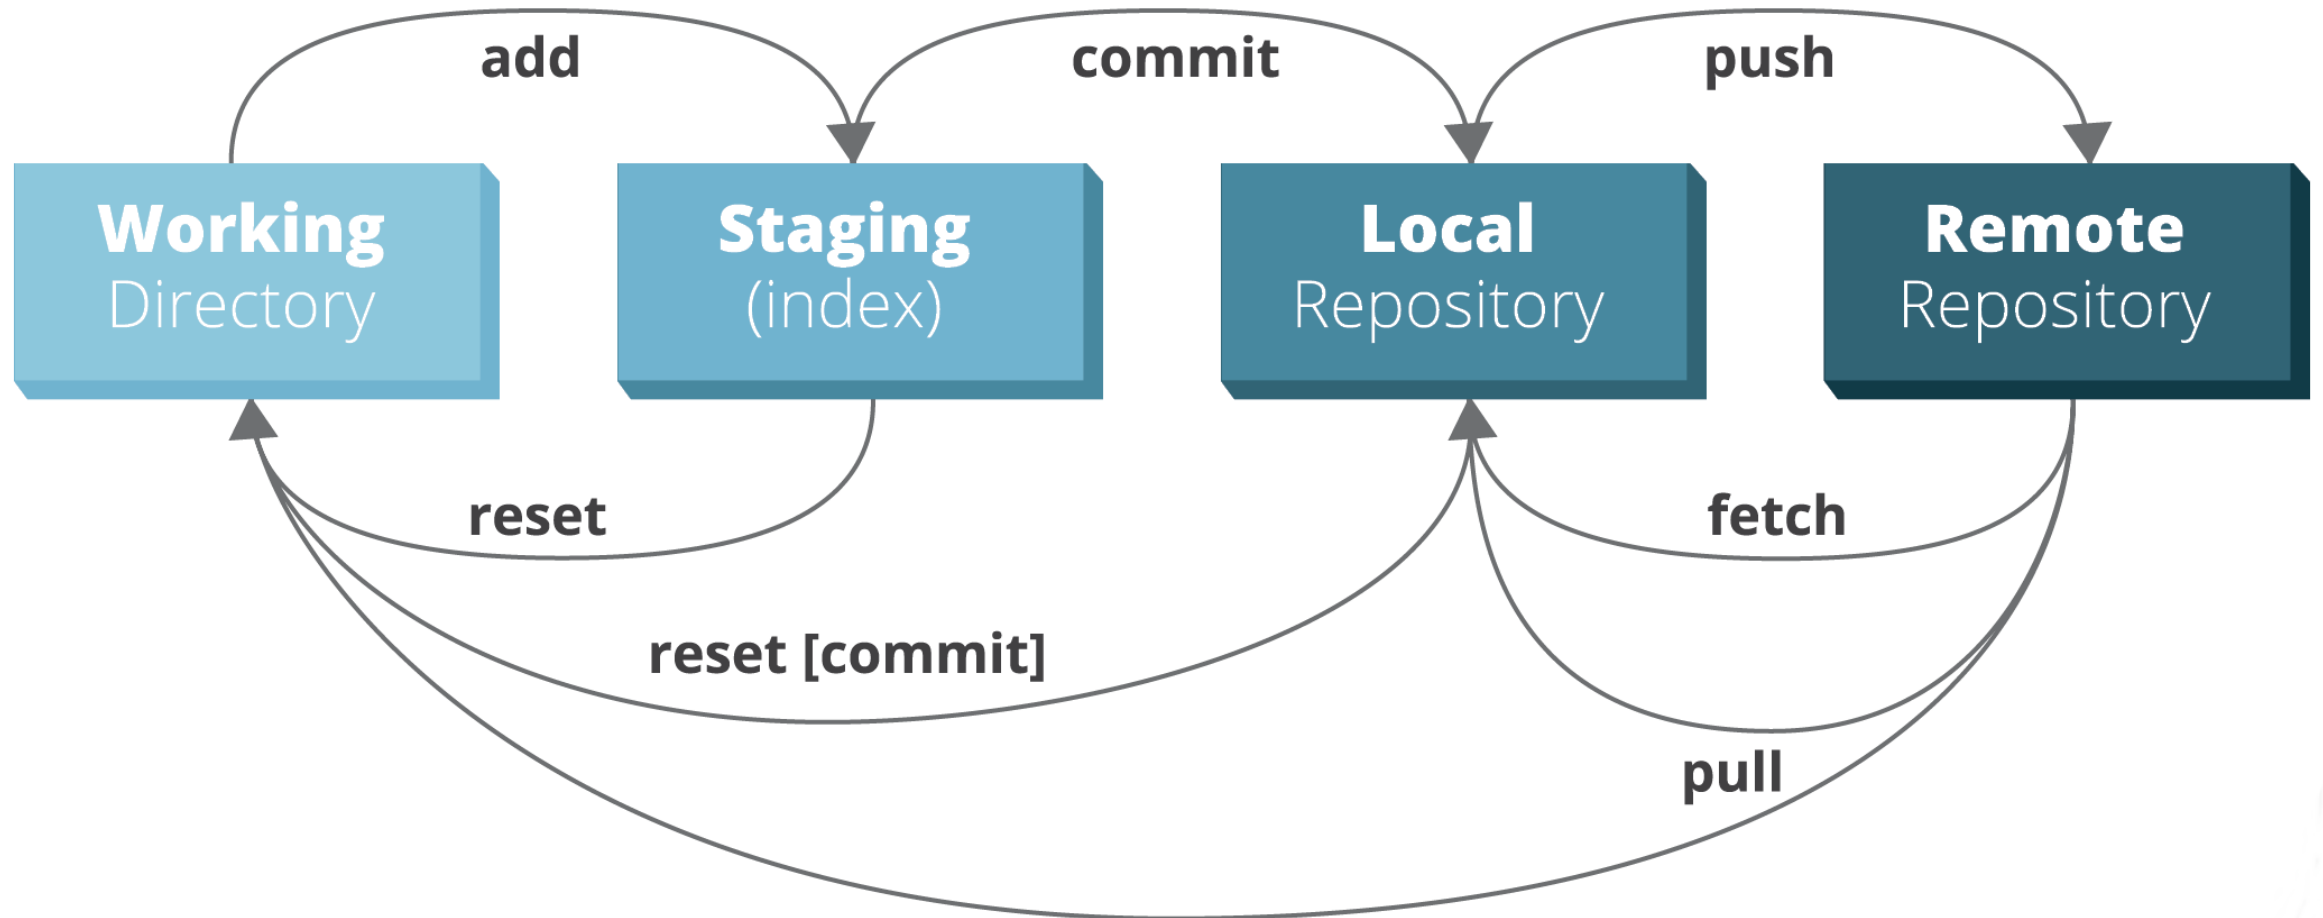 add
commit
push
Working
Directory
Staging
(index)
Local
Repository
Remote
Repository
reset
fetch
reset [commit]
pull